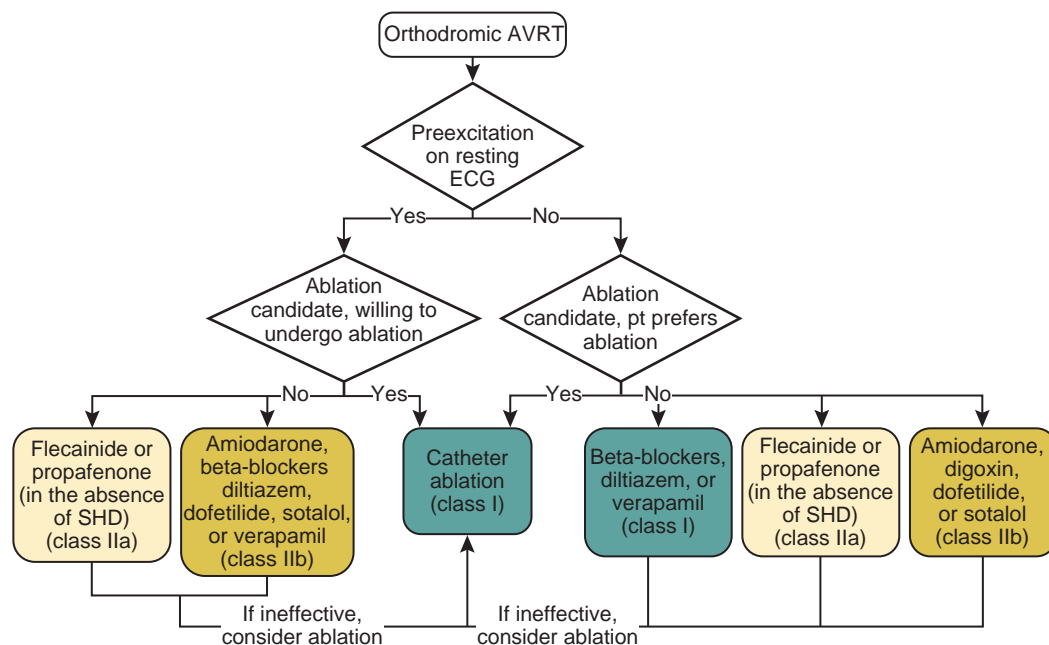 Orthodromic AVRT
Preexcitation
on resting
ECG
Yes
No
Ablation
candidate, willing to
undergo ablation
Ablation
candidate, pt prefers
ablation
No
Yes
Yes
No
Flecainide or
propafenone
(in the absence
of SHD)
(class IIa)
Amiodarone,
beta-blockers
diltiazem,
dofetilide, sotalol,
or verapamil
(class IIb)
Catheter
ablation
(class I)
Beta-blockers,
diltiazem, or
verapamil
(class I)
Flecainide or
propafenone
(in the absence
of SHD)
(class IIa)
Amiodarone,
digoxin,
dofetilide,
or sotalol
(class IIb)
If ineffective,
consider ablation
If ineffective,
consider ablation